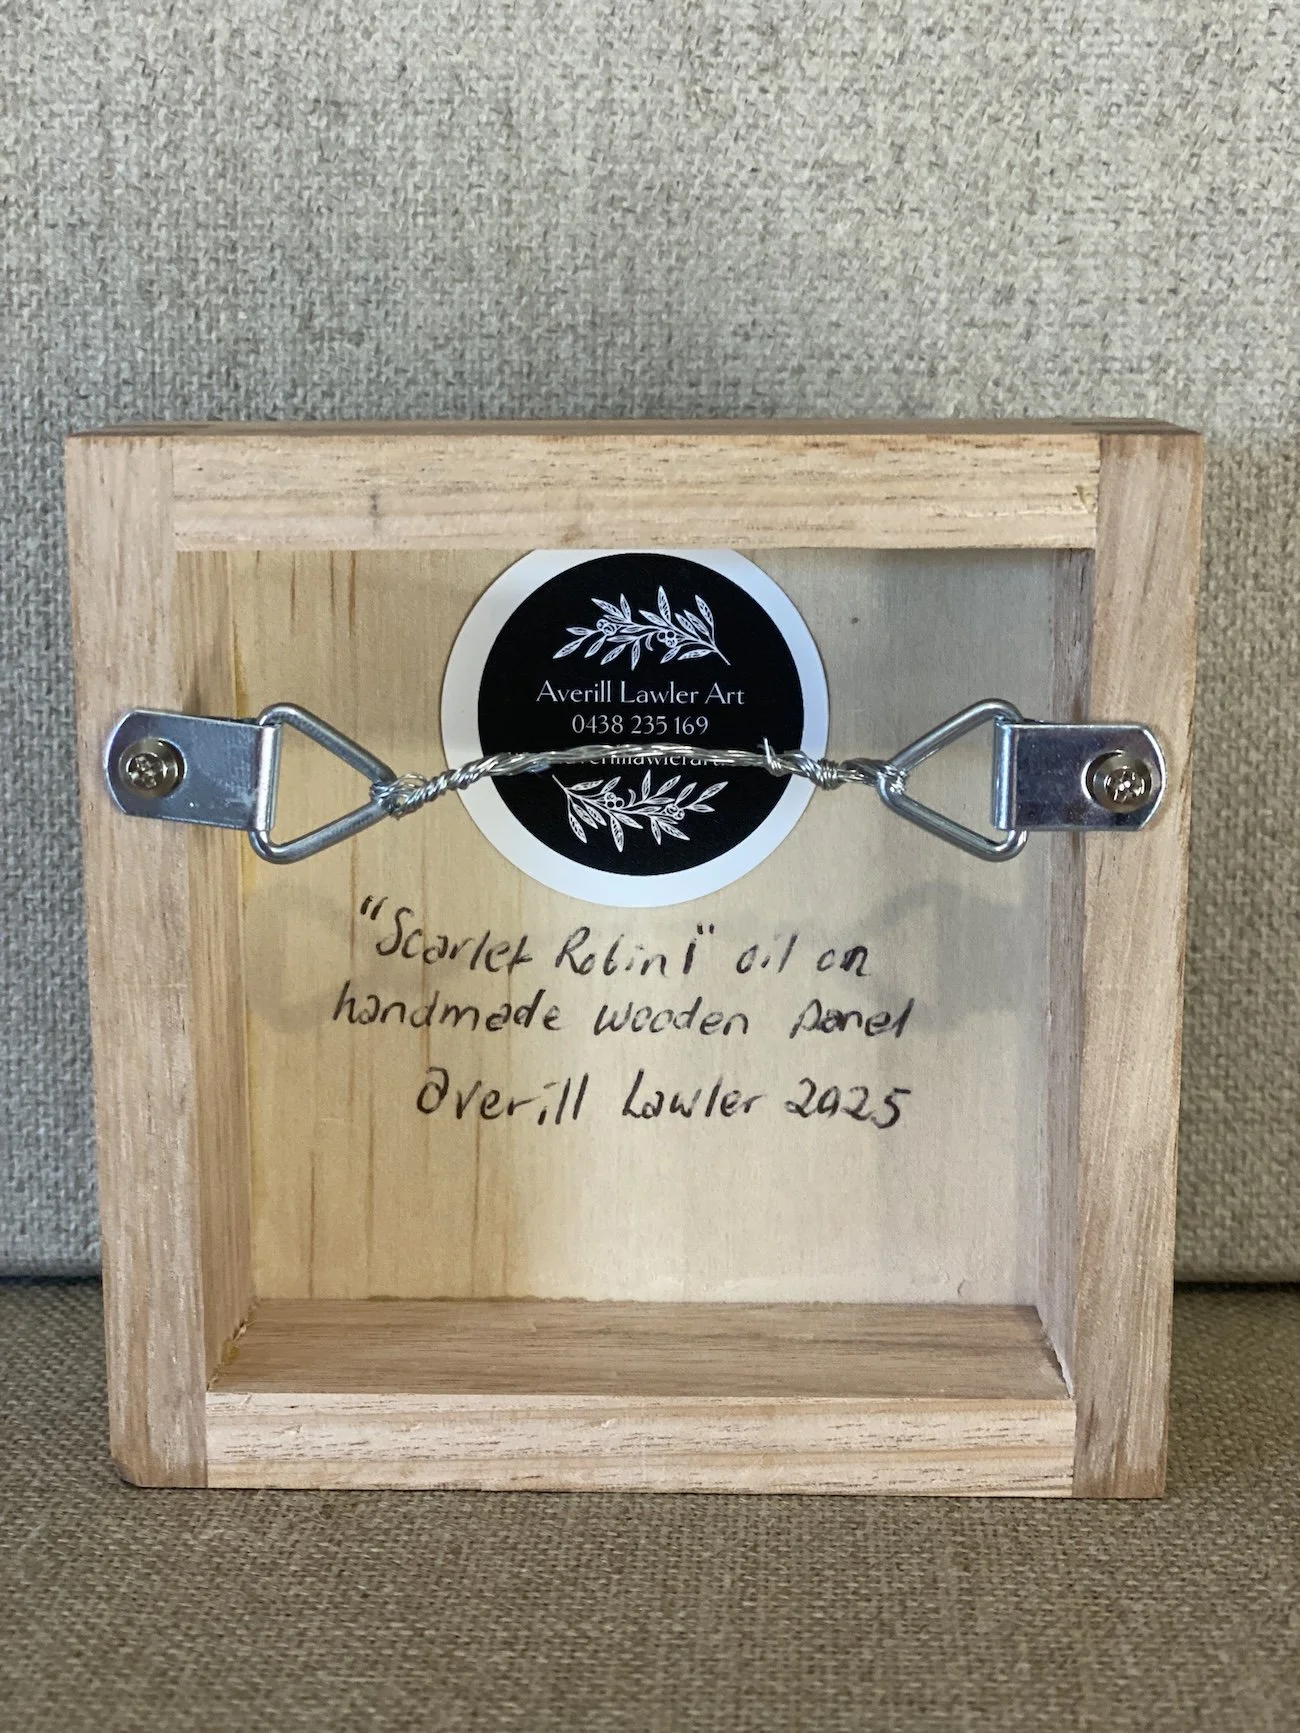 Averill Lawler Art
0438 235 169
"Scarlet Robin I" oil on
handmade wooden panel
Averill Lawler 2025